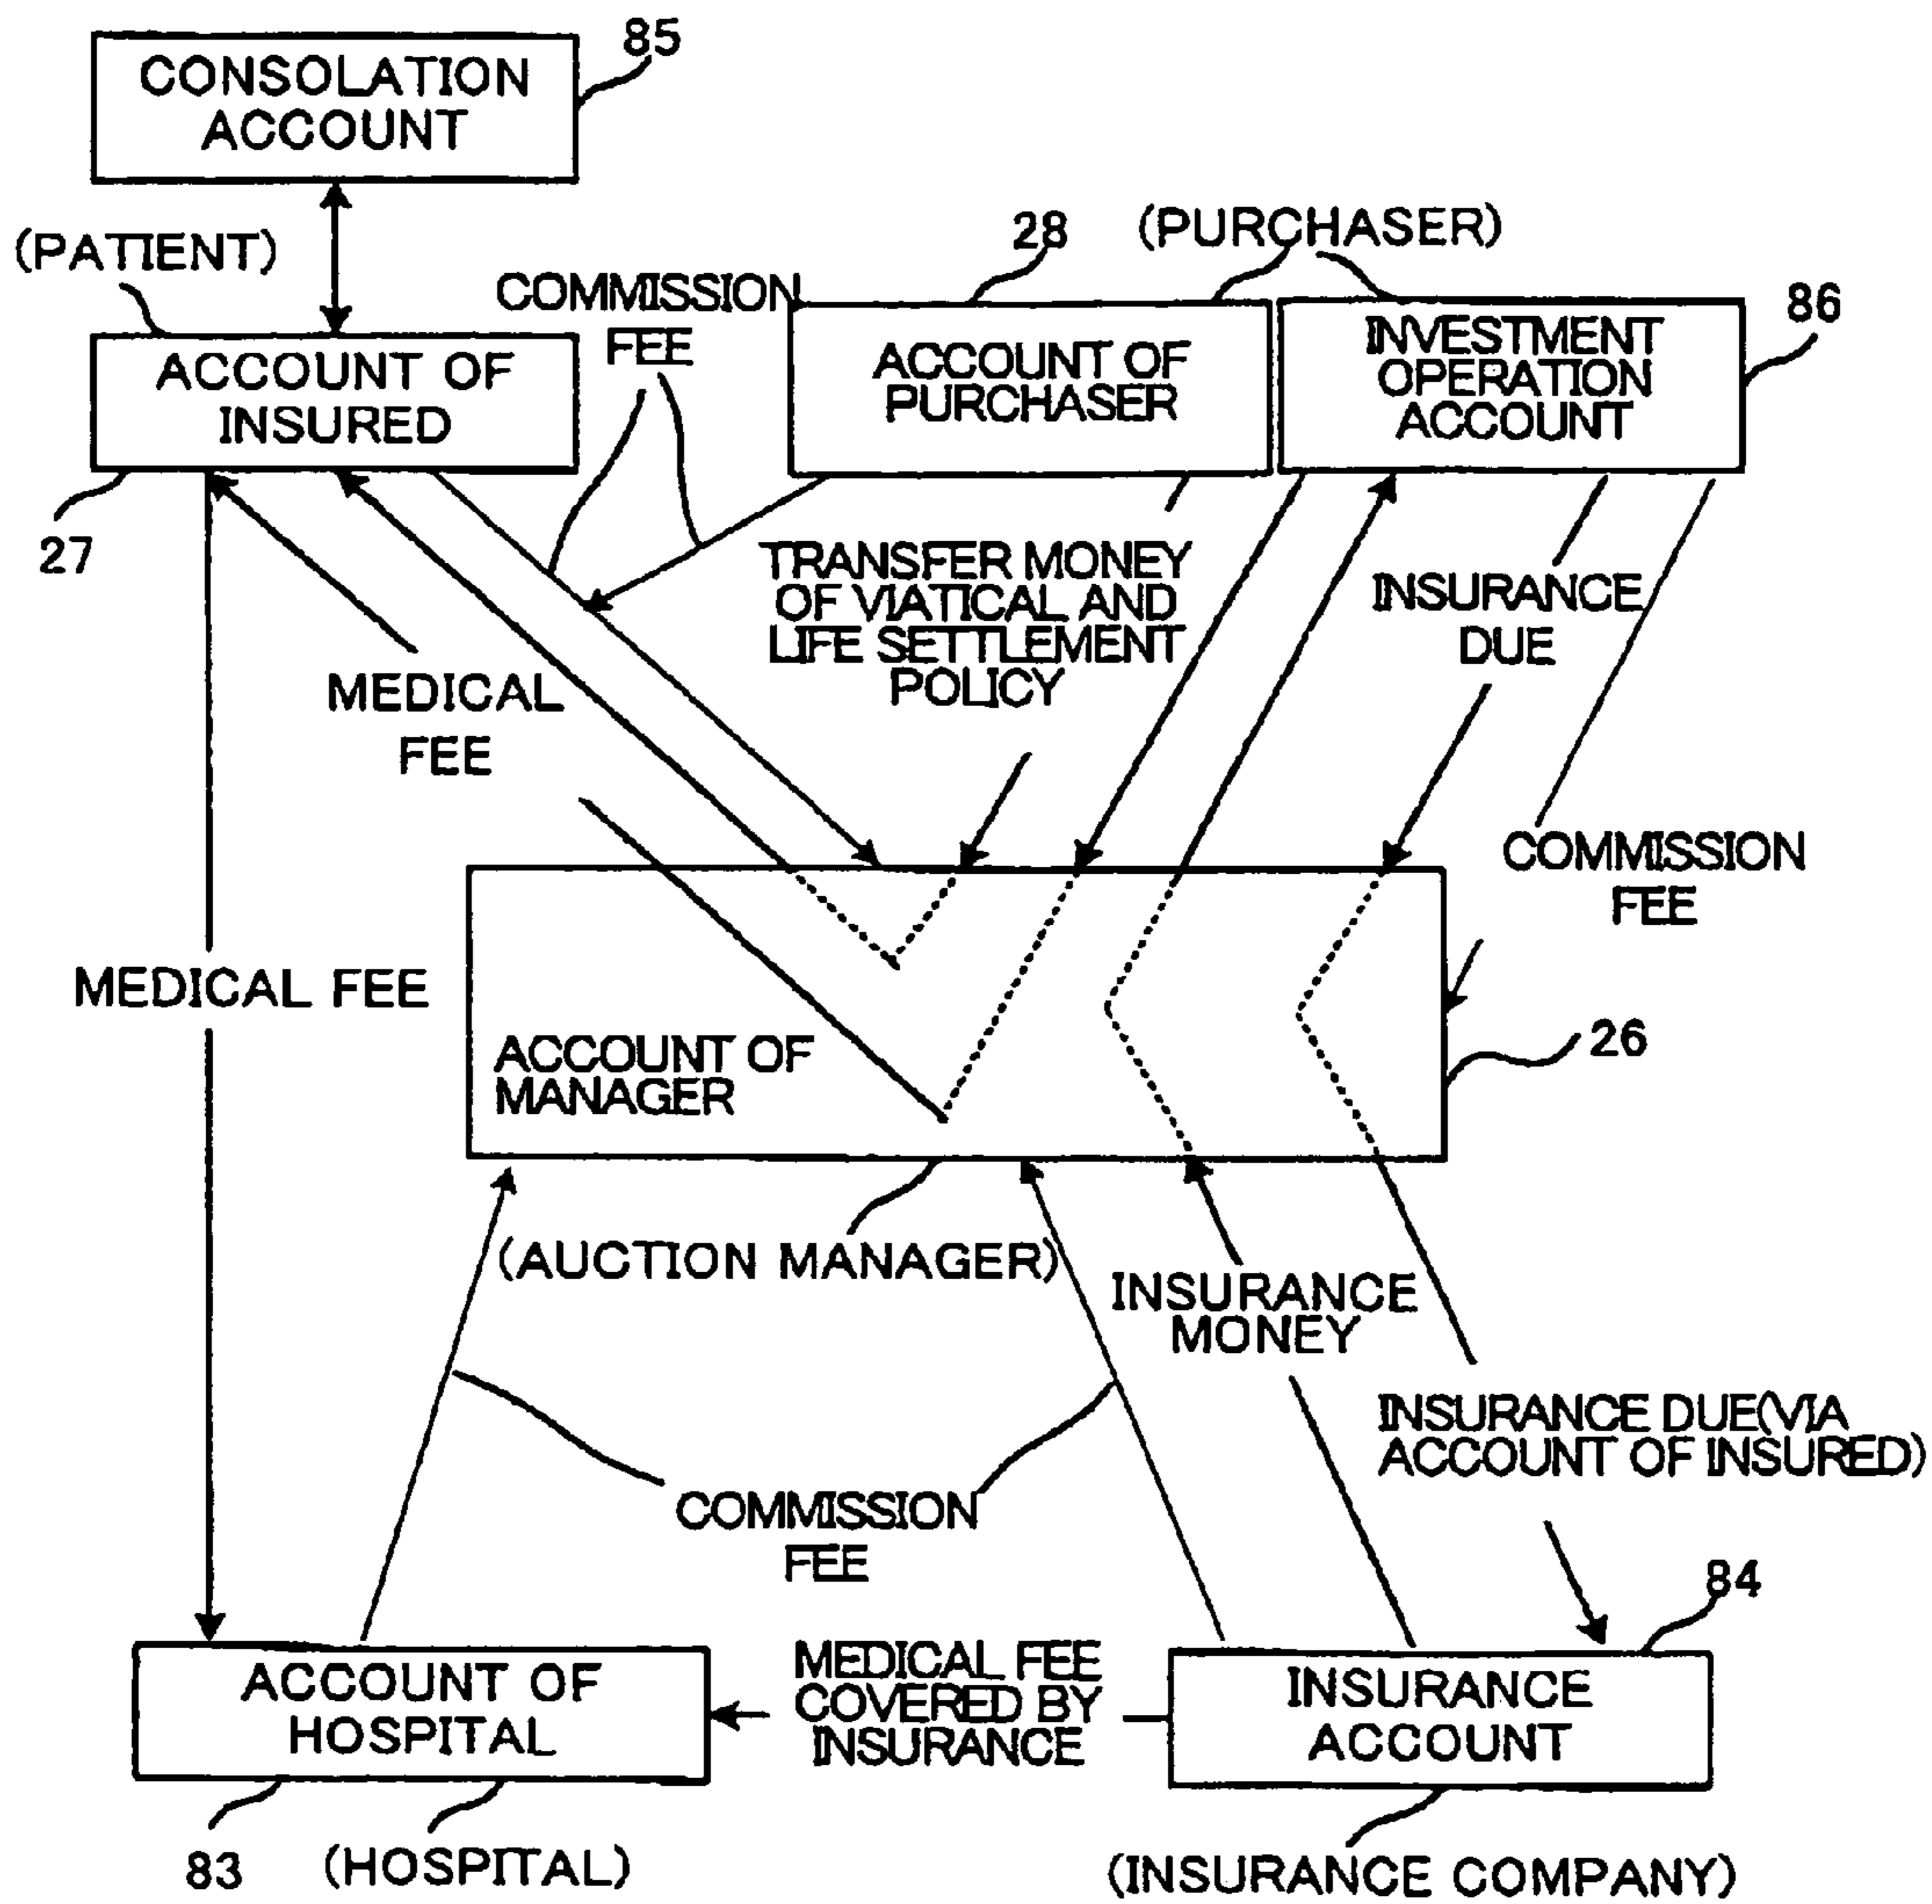 85
CONSOLATION
ACCOUNT
(PATIENT)
28
(PURCHASER)
COMMISSION
FEE
86
ACCOUNT OF
INSURED
ACCOUNT OF
PURCHASER
INVESTMENT
OPERATION
ACCOUNT
27
TRANSFER MONEY
OF VIATICAL AND
LIFE SETTLEMENT
POLICY
INSURANCE
DUE
MEDICAL
FEE
COMMISSION
FEE
MEDICAL FEE
ACCOUNT OF
MANAGER
26
(AUCTION MANAGER)
INSURANCE
MONEY
INSURANCE DUE(VIA
ACCOUNT OF INSURED)
COMMISSION
FEE
84
ACCOUNT OF
HOSPITAL
MEDICAL FEE
COVERED BY
INSURANCE
INSURANCE
ACCOUNT
83
(HOSPITAL)
(INSURANCE COMPANY)